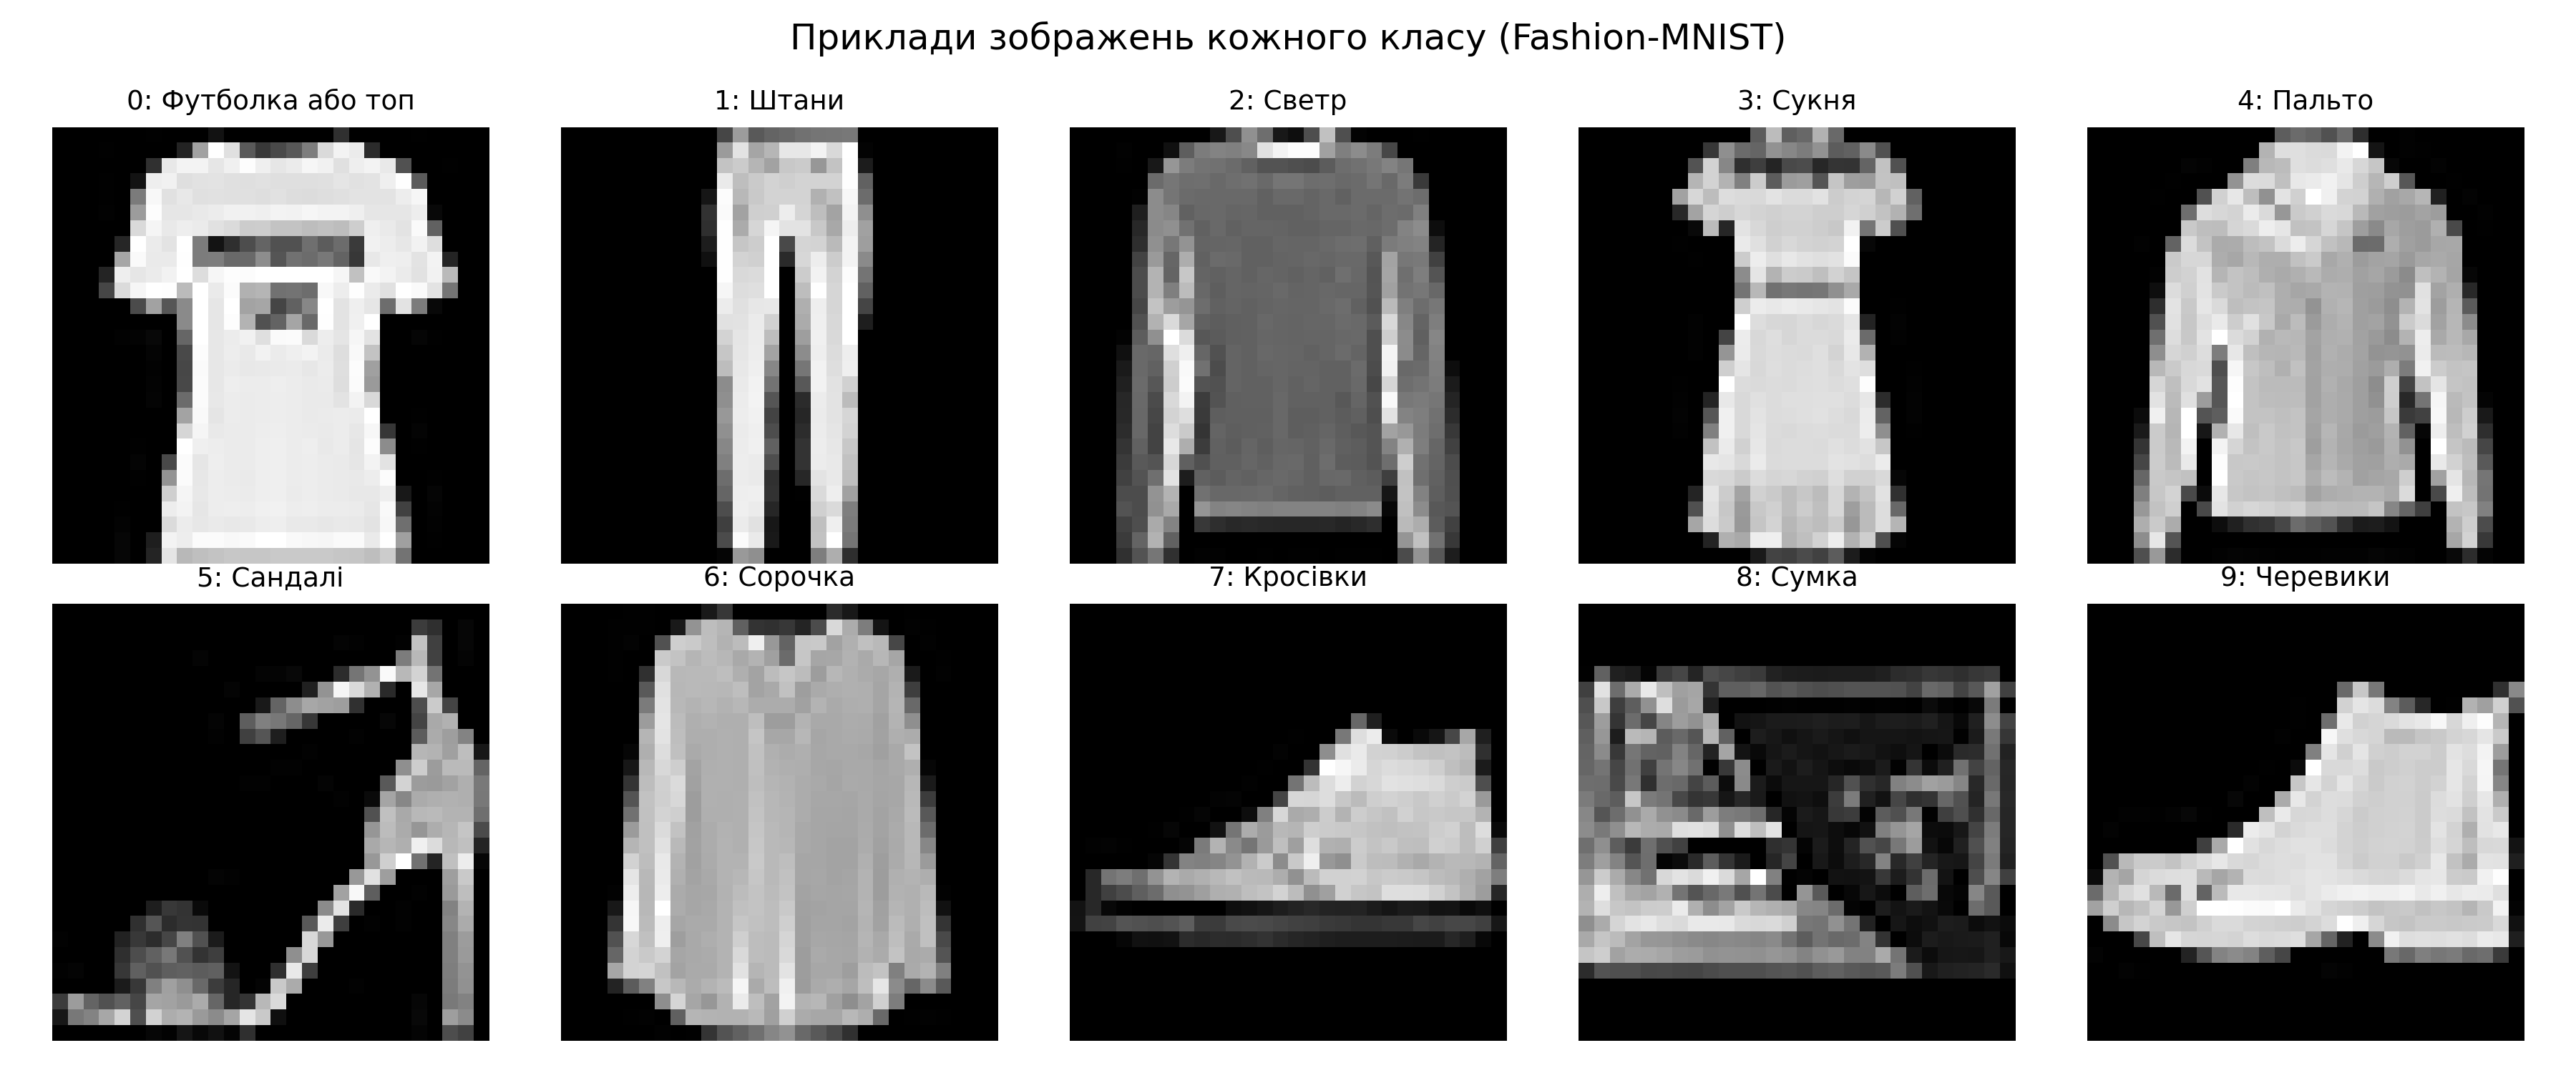 Приклади зображень кожного класу (Fashion-MNIST)
0: Футболка або топ
1: Штани
2: Светр
3: Сукня
4: Пальто
5: Сандалі
6: Сорочка
7: Кросівки
8: Сумка
9: Черевики